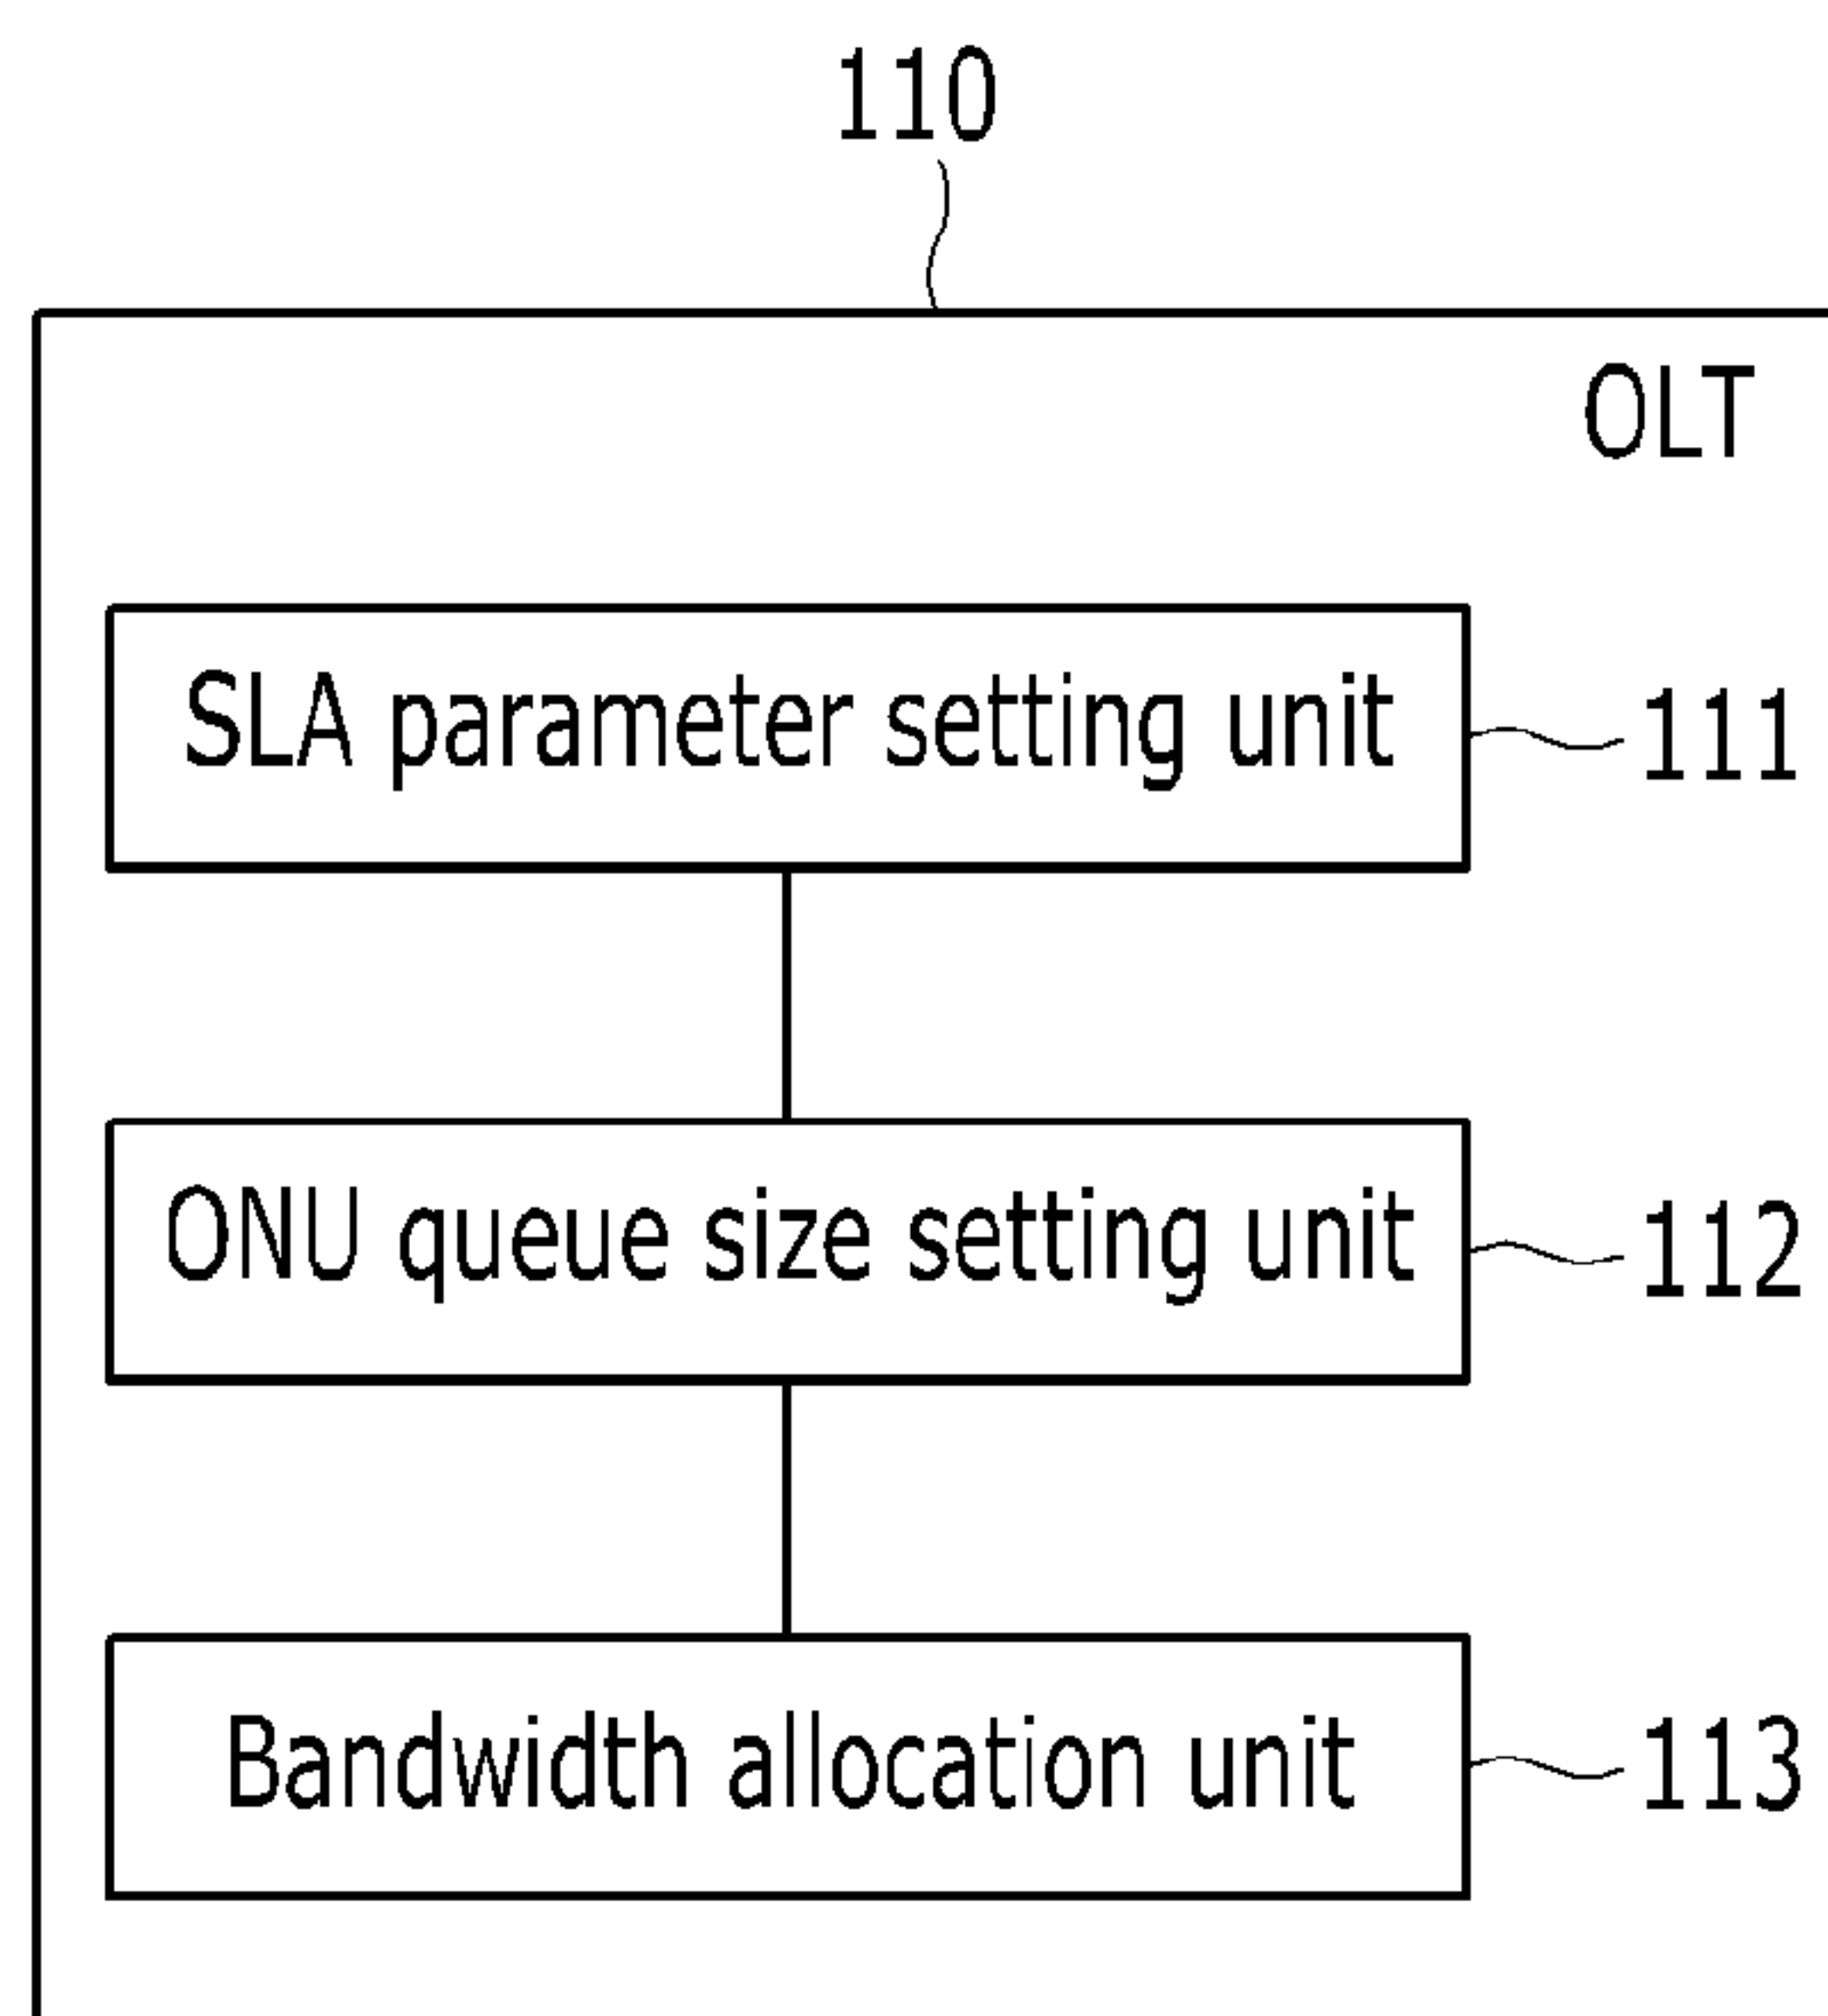 110
OLT
SLA parameter setting unit
111
ONU queue size setting unit
112
Bandwidth allocation unit
113